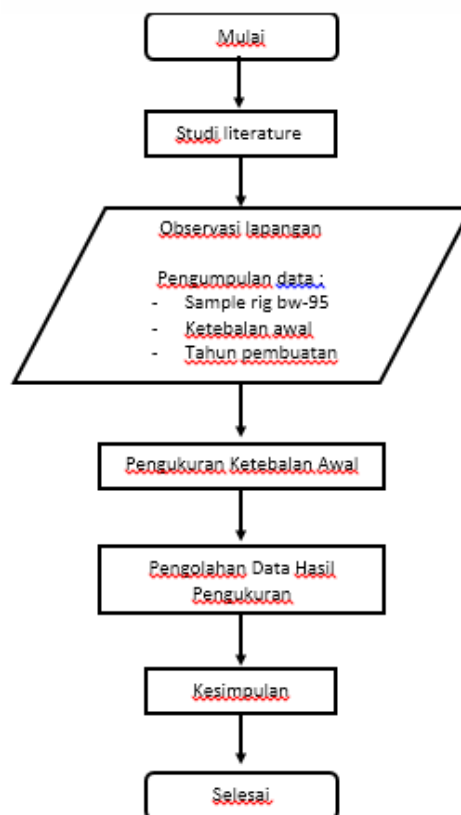 Mulai
Studi literature
Observasi lapangan
Pengumpulan data :
- Sample rig bw-95
- Ketebalan awal
- Tahun pembuatan
Pengukuran Ketebalan Awal
Pengolahan Data Hasil
Pengukuran
Kesimpulan
Selesai